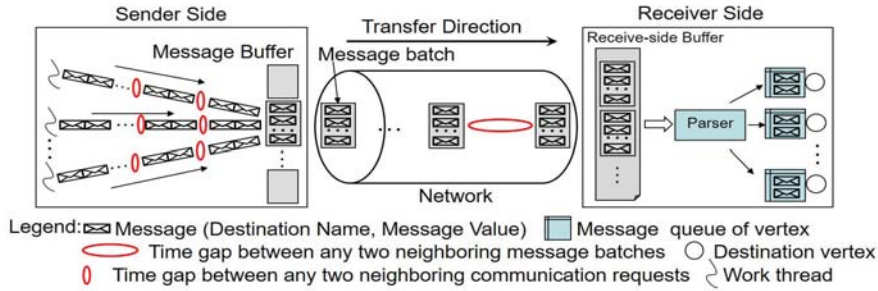 Sender Side
Transfer Direction
Receiver Side
Message Buffer
Message batch
Receive-side Buffer
Parser
Network
Legend: Message (Destination Name, Message Value) Message queue of vertex
Time gap between any two neighboring message batches Destination vertex
Time gap between any two neighboring communication requests Work thread